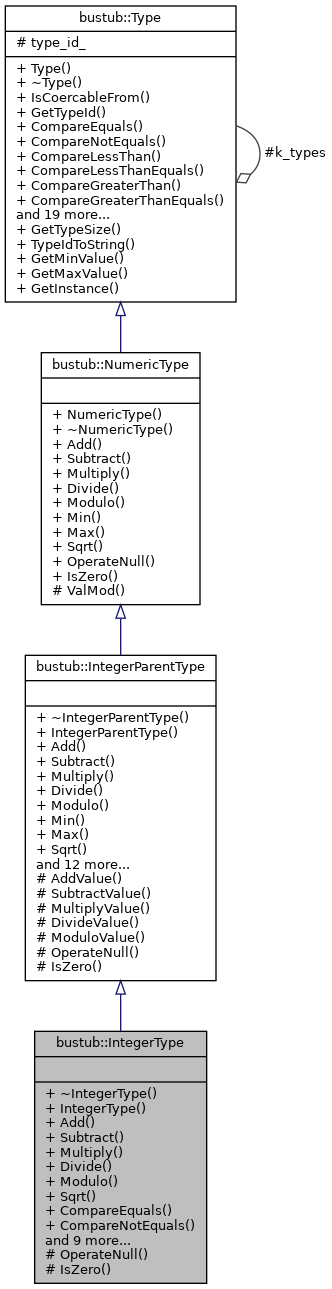 bustub::Type
# type_id_
+ Type()
+ ~Type()
+ IsCoercableFrom()
+ GetTypeId()
+ CompareEquals()
+ CompareNotEquals()
+ CompareLessThan()
+ CompareLessThanEquals()
+ CompareGreaterThan()
+ CompareGreaterThanEquals()
and 19 more...
+ GetTypeSize()
+ TypeIdToString()
+ GetMinValue()
+ GetMaxValue()
+ GetInstance()
#k_types
bustub::NumericType
+ NumericType()
+ ~NumericType()
+ Add()
+ Subtract()
+ Multiply()
+ Divide()
+ Modulo()
+ Min()
+ Max()
+ Sqrt()
+ OperateNull()
+ IsZero()
# ValMod()
bustub::IntegerParentType
+ ~IntegerParentType()
+ IntegerParentType()
+ Add()
+ Subtract()
+ Multiply()
+ Divide()
+ Modulo()
+ Min()
+ Max()
+ Sqrt()
and 12 more...
# AddValue()
# SubtractValue()
# MultiplyValue()
# DivideValue()
# ModuloValue()
# OperateNull()
# IsZero()
bustub::IntegerType
+ ~IntegerType()
+ IntegerType()
+ Add()
+ Subtract()
+ Multiply()
+ Divide()
+ Modulo()
+ Sqrt()
+ CompareEquals()
+ CompareNotEquals()
and 9 more...
# OperateNull()
# IsZero()